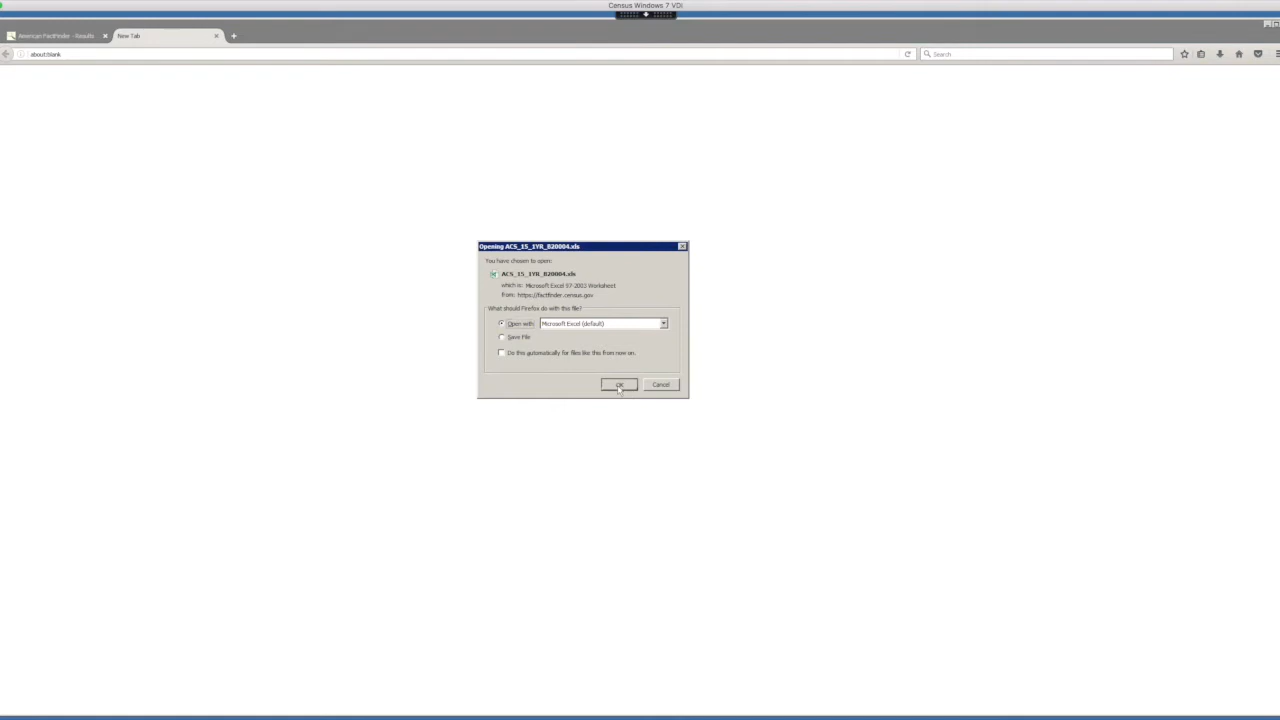 Census Windows 7 VDI
American FactFinder - Results
New Tab
about:blank
Search
Opening ACS_15_1YR_B20004.xls
You have chosen to open:
ACS_15_1YR_B20004.xls
which is: Microsoft Excel 97-2003 Worksheet
from: https://factfinder.census.gov
What should Firefox do with this file?
Open with Microsoft Excel (default)
Save File
Do this automatically for files like this from now on.
OK Cancel